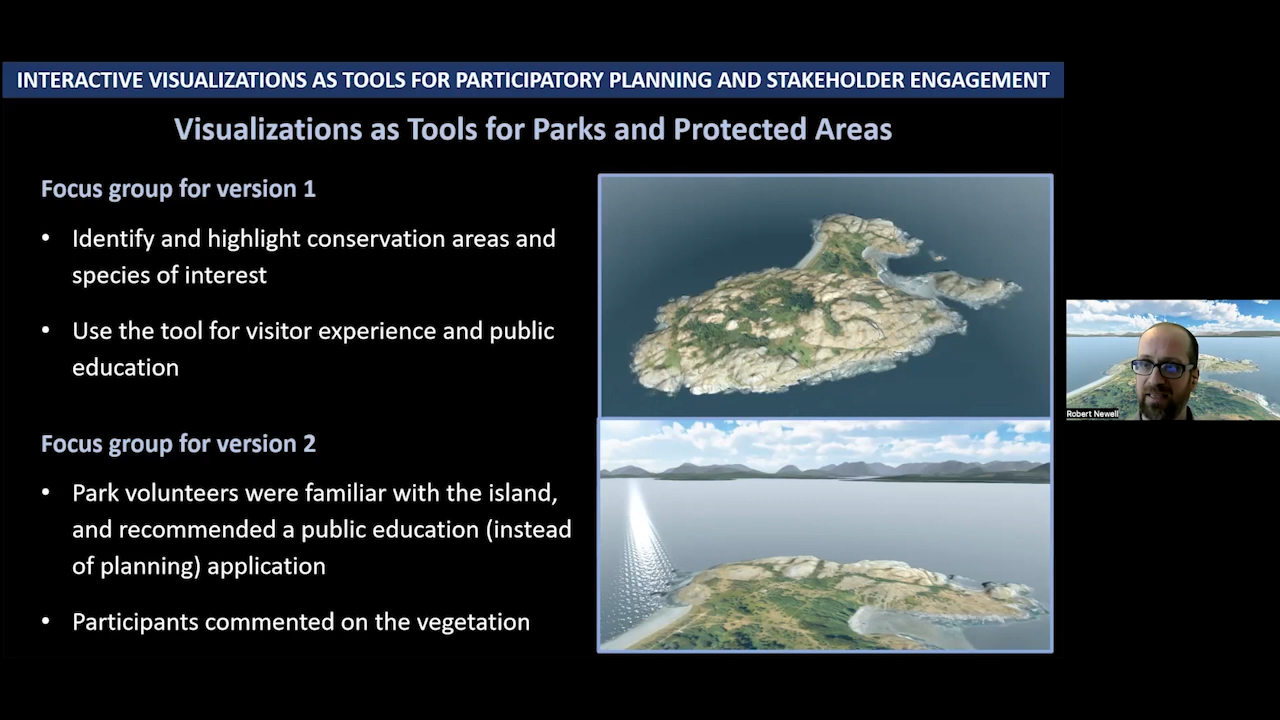 INTERACTIVE VISUALIZATIONS AS TOOLS FOR PARTICIPATORY PLANNING AND STAKEHOLDER ENGAGEMENT
Visualizations as Tools for Parks and Protected Areas
Focus group for version 1
• Identify and highlight conservation areas and
species of interest
• Use the tool for visitor experience and public
education
Focus group for version 2
• Park volunteers were familiar with the island,
and recommended a public education (instead
of planning) application
• Participants commented on the vegetation
Robert Newell